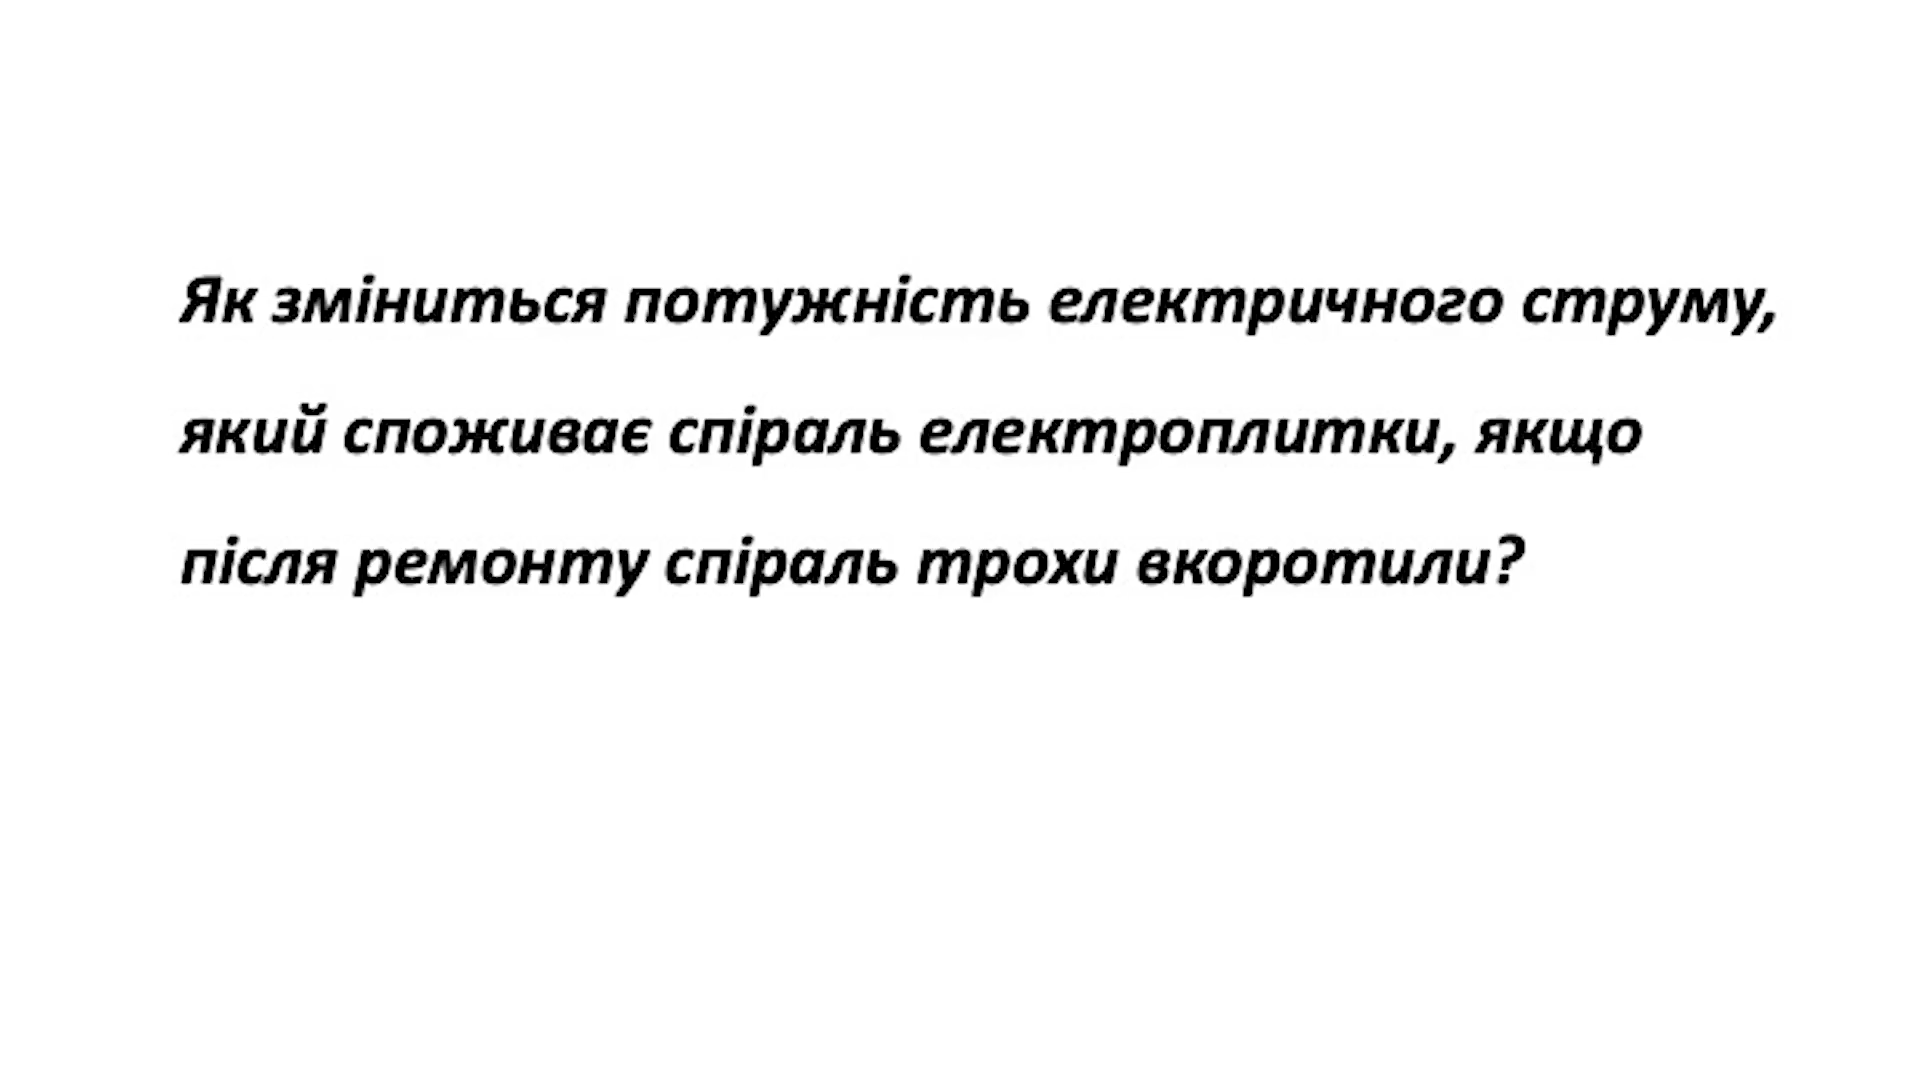 Як зміниться потужність електричного струму,
який споживає спіраль електроплитки, якщо
після ремонту спіраль трохи вкоротили?